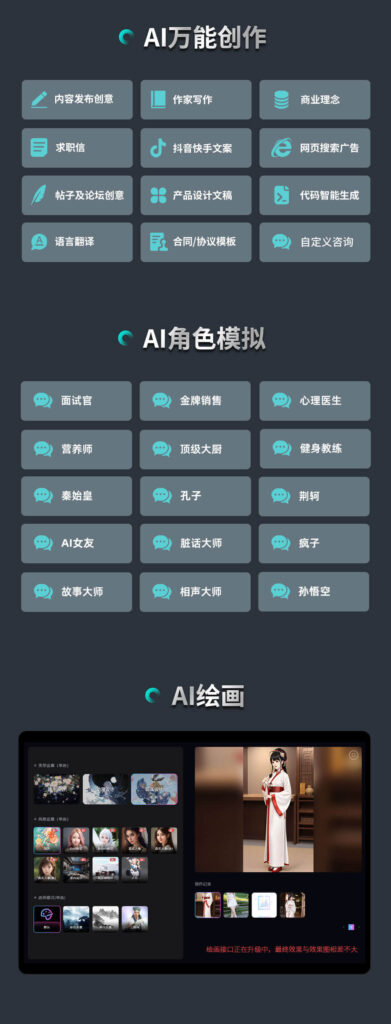 AI万能创作
内容发布创意
作家写作
商业理念
求职信
抖音快手文案
网页搜索广告
帖子及论坛创意
产品设计文稿
代码智能生成
语言翻译
合同/协议模板
自定义咨询
AI角色模拟
面试官
金牌销售
心理医生
营养师
顶级大厨
健身教练
秦始皇
孔子
荆轲
AI女友
脏话大师
疯子
故事大师
相声大师
孙悟空
AI绘画
绘画接口正在升级中，最终效果与效果图相差不大